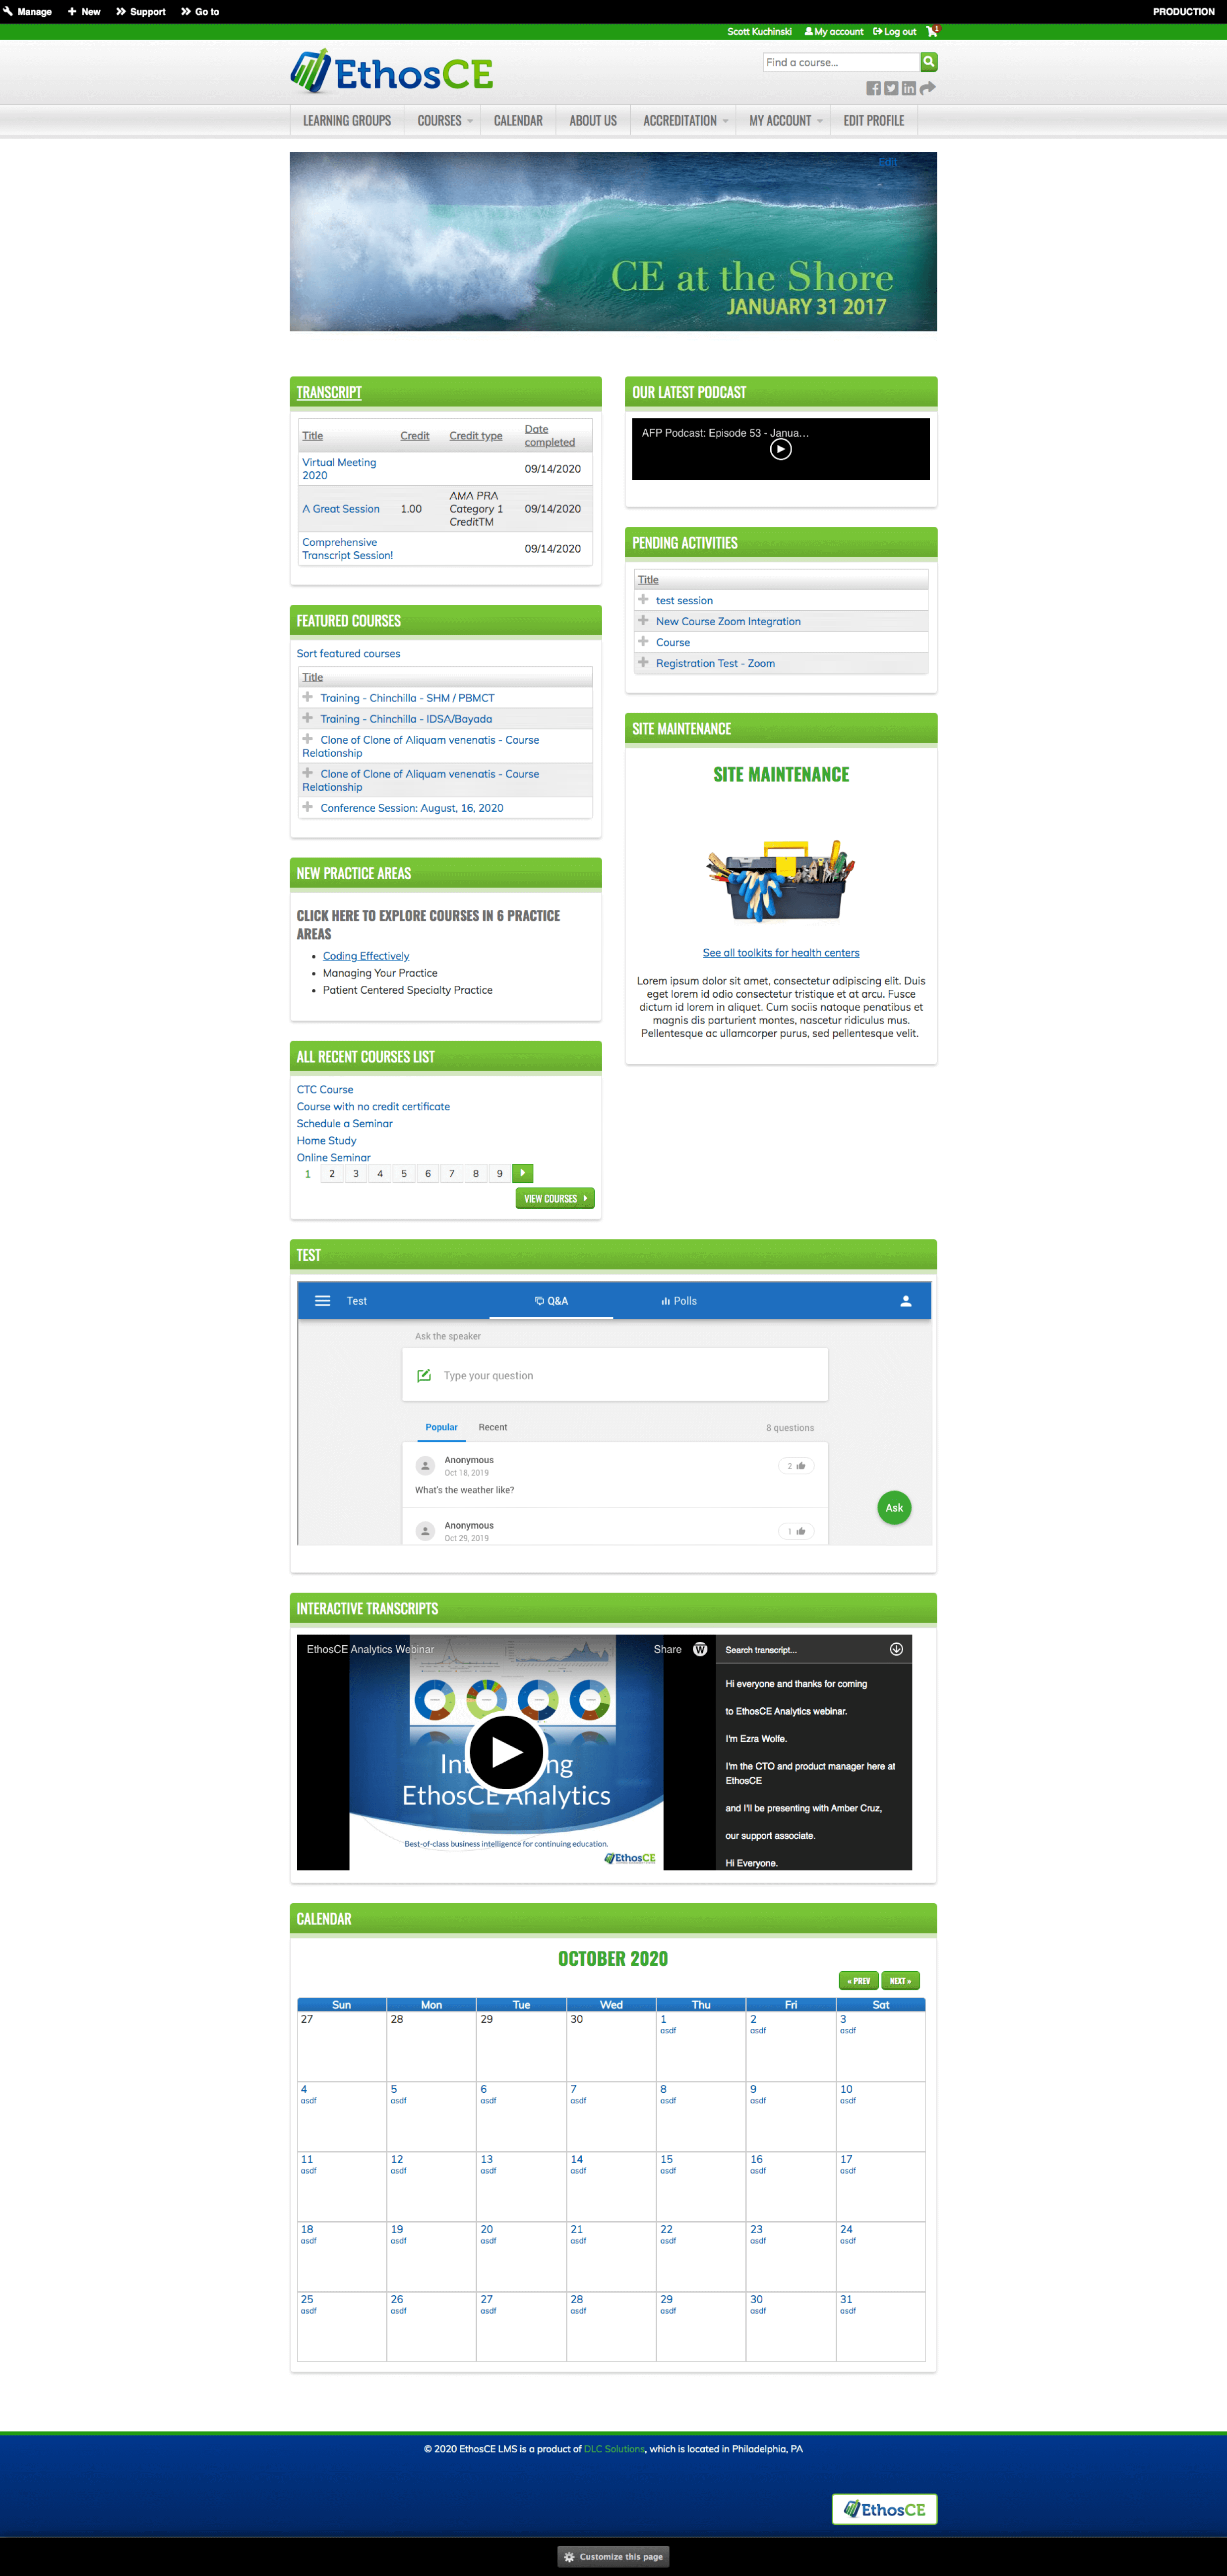 Manage New Support Go to PRODUCTION
Scott Kuchinski My account Log out 1
EthosCE
Find a course...
LEARNING GROUPS COURSES CALENDAR ABOUT US ACCREDITATION MY ACCOUNT EDIT PROFILE
Edit
CE at the Shore
JANUARY 31 2017
TRANSCRIPT
Title Credit Credit type Date completed
Virtual Meeting
2020
09/14/2020
A Great Session 1.00
AMA PRA
Category 1
CreditTM
09/14/2020
Comprehensive
Transcript Session!
09/14/2020
FEATURED COURSES
Sort featured courses
Title
Training - Chinchilla - SHM / PBMCT
Training - Chinchilla - IDSA/Bayada
Clone of Clone of Aliquam venenatis - Course
Relationship
Clone of Clone of Aliquam venenatis - Course
Relationship
Conference Session: August, 16, 2020
NEW PRACTICE AREAS
CLICK HERE TO EXPLORE COURSES IN 6 PRACTICE
AREAS
• Coding Effectively
• Managing Your Practice
• Patient Centered Specialty Practice
ALL RECENT COURSES LIST
CTC Course
Course with no credit certificate
Schedule a Seminar
Home Study
Online Seminar
1 2 3 4 5 6 7 8 9
VIEW COURSES
OUR LATEST PODCAST
AFP Podcast: Episode 53 - Janua...
PENDING ACTIVITIES
Title
test session
New Course Zoom Integration
Course
Registration Test - Zoom
SITE MAINTENANCE
SITE MAINTENANCE
See all toolkits for health centers
Lorem ipsum dolor sit amet, consectetur adipiscing elit. Duis
eget lorem id odio consectetur tristique et at arcu. Fusce
dictum id lorem in aliquet. Cum sociis natoque penatibus et
magnis dis parturient montes, nascetur ridiculus mus.
Pellentesque ac ullamcorper purus, sed pellentesque velit.
TEST
Test Q&A Polls
Ask the speaker
Type your question
Popular Recent 8 questions
Anonymous
Oct 18, 2019
2
What's the weather like?
Ask
Anonymous
Oct 29, 2019
1
INTERACTIVE TRANSCRIPTS
EthosCE Analytics Webinar Share
Int ng
EthosCE Analytics
Best-of-class business intelligence for continuing education.
EthosCE
Search transcript...
Hi everyone and thanks for coming
to EthosCE Analytics webinar.
I'm Ezra Wolfe.
I'm the CTO and product manager here at
EthosCE
and I'll be presenting with Amber Cruz,
our support associate.
Hi Everyone.
CALENDAR
OCTOBER 2020
« PREV NEXT »
Sun Mon Tue Wed Thu Fri Sat
27 28 29 30 1 2 3
asdf asdf asdf
4 5 6 7 8 9 10
asdf asdf asdf asdf asdf asdf asdf
11 12 13 14 15 16 17
asdf asdf asdf asdf asdf asdf asdf
18 19 20 21 22 23 24
asdf asdf asdf asdf asdf asdf asdf
25 26 27 28 29 30 31
asdf asdf asdf asdf asdf asdf asdf
© 2020 EthosCE LMS is a product of DLC Solutions, which is located in Philadelphia, PA
EthosCE
Customize this page